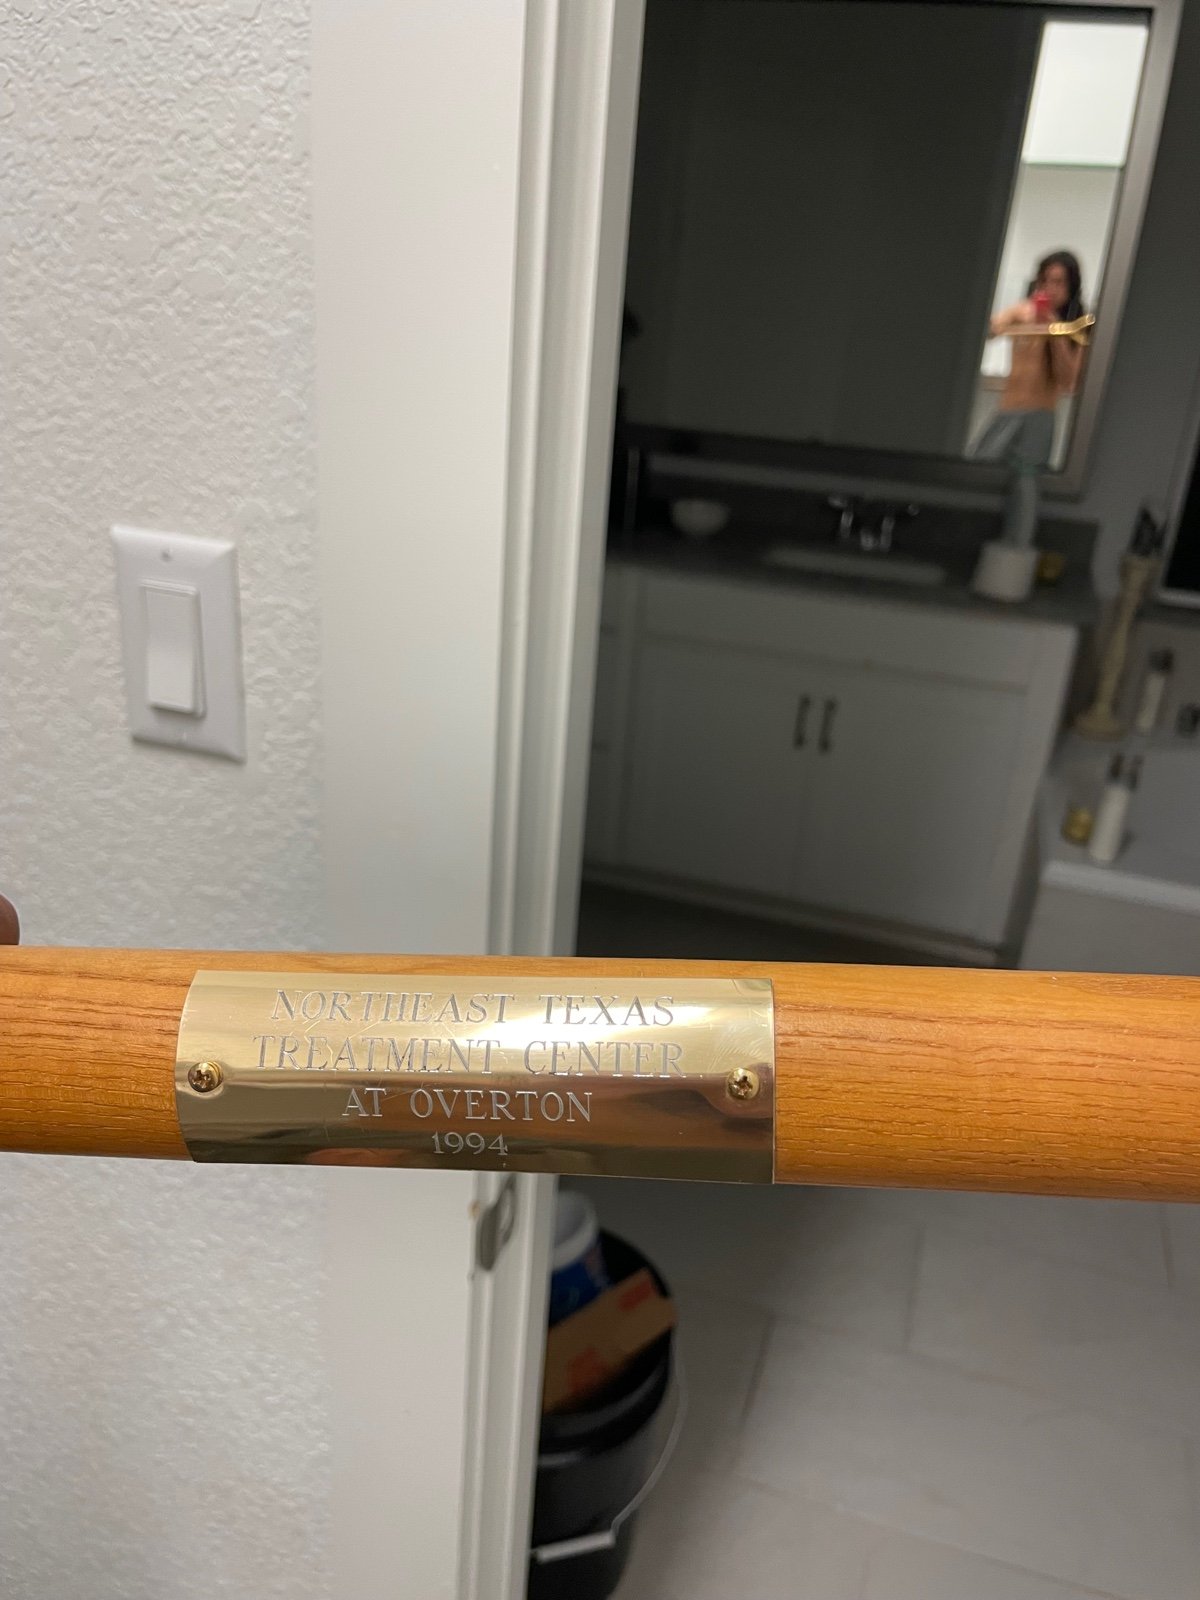 NORTHEAST TEXAS
TREATMENT CENTER
AT OVERTON
1994